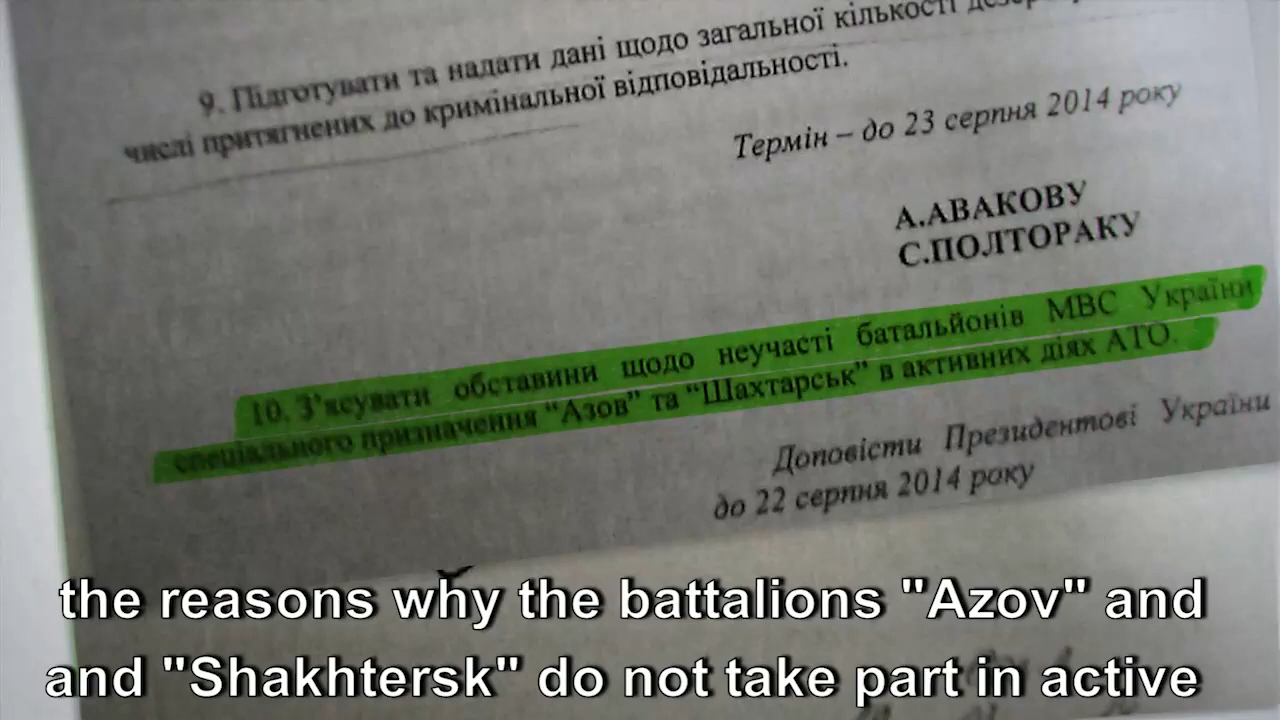 9. Підготувати та надати дані щодо загальної кількості
числі притягнених до кримінальної відповідальності.
Термін – до 23 серпня 2014 року
А.АВАКОВУ
С.ПОЛТОРАКУ
10. З’ясувати обставини щодо неучасті батальйонів МВС України
спеціального призначення “Азов” та “Шахтарськ” в активних діях АТО.
Доповісти Президентові України
до 22 серпня 2014 року
the reasons why the battalions "Azov" and
and "Shakhtersk" do not take part in active